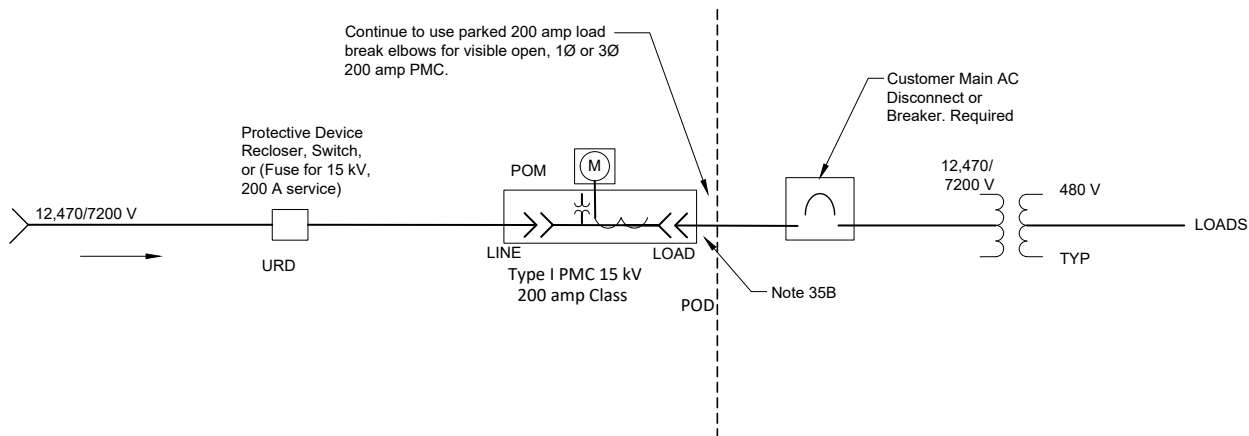 Continue to use parked 200 amp load
break elbows for visible open, 1Ø or 3Ø
200 amp PMC.
Customer Main AC
Disconnect or
Breaker. Required
Protective Device
Recloser, Switch,
or (Fuse for 15 kV,
200 A service)
POM
M
12,470/
7200 V
480 V
12,470/7200 V
LOADS
URD
LINE
LOAD
TYP
Type I PMC 15 kV
200 amp Class
POD
Note 35B